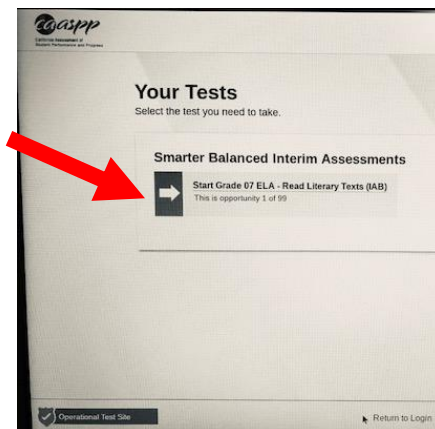 caaspp
California Assessment of
Student Performance and Progress
Your Tests
Select the test you need to take.
Smarter Balanced Interim Assessments
Start Grade 07 ELA - Read Literary Texts (IAB)
This is opportunity 1 of 99
Operational Test Site
Return to Login